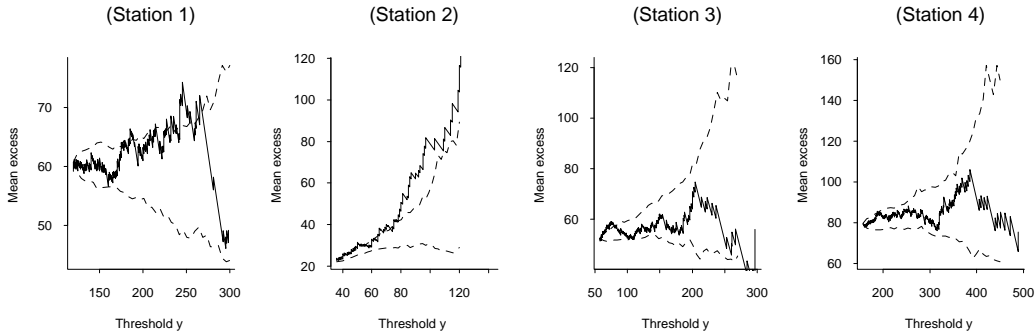 (Station 1)
(Station 2)
(Station 3)
(Station 4)
Mean excess
70
60
50
150 200 250 300
Threshold y
Mean excess
120
100
80
60
40
20
40 60 80 120
Threshold y
Mean excess
120
100
80
60
50 100 200 300
Threshold y
Mean excess
160
140
120
100
80
60
200 300 400 500
Threshold y